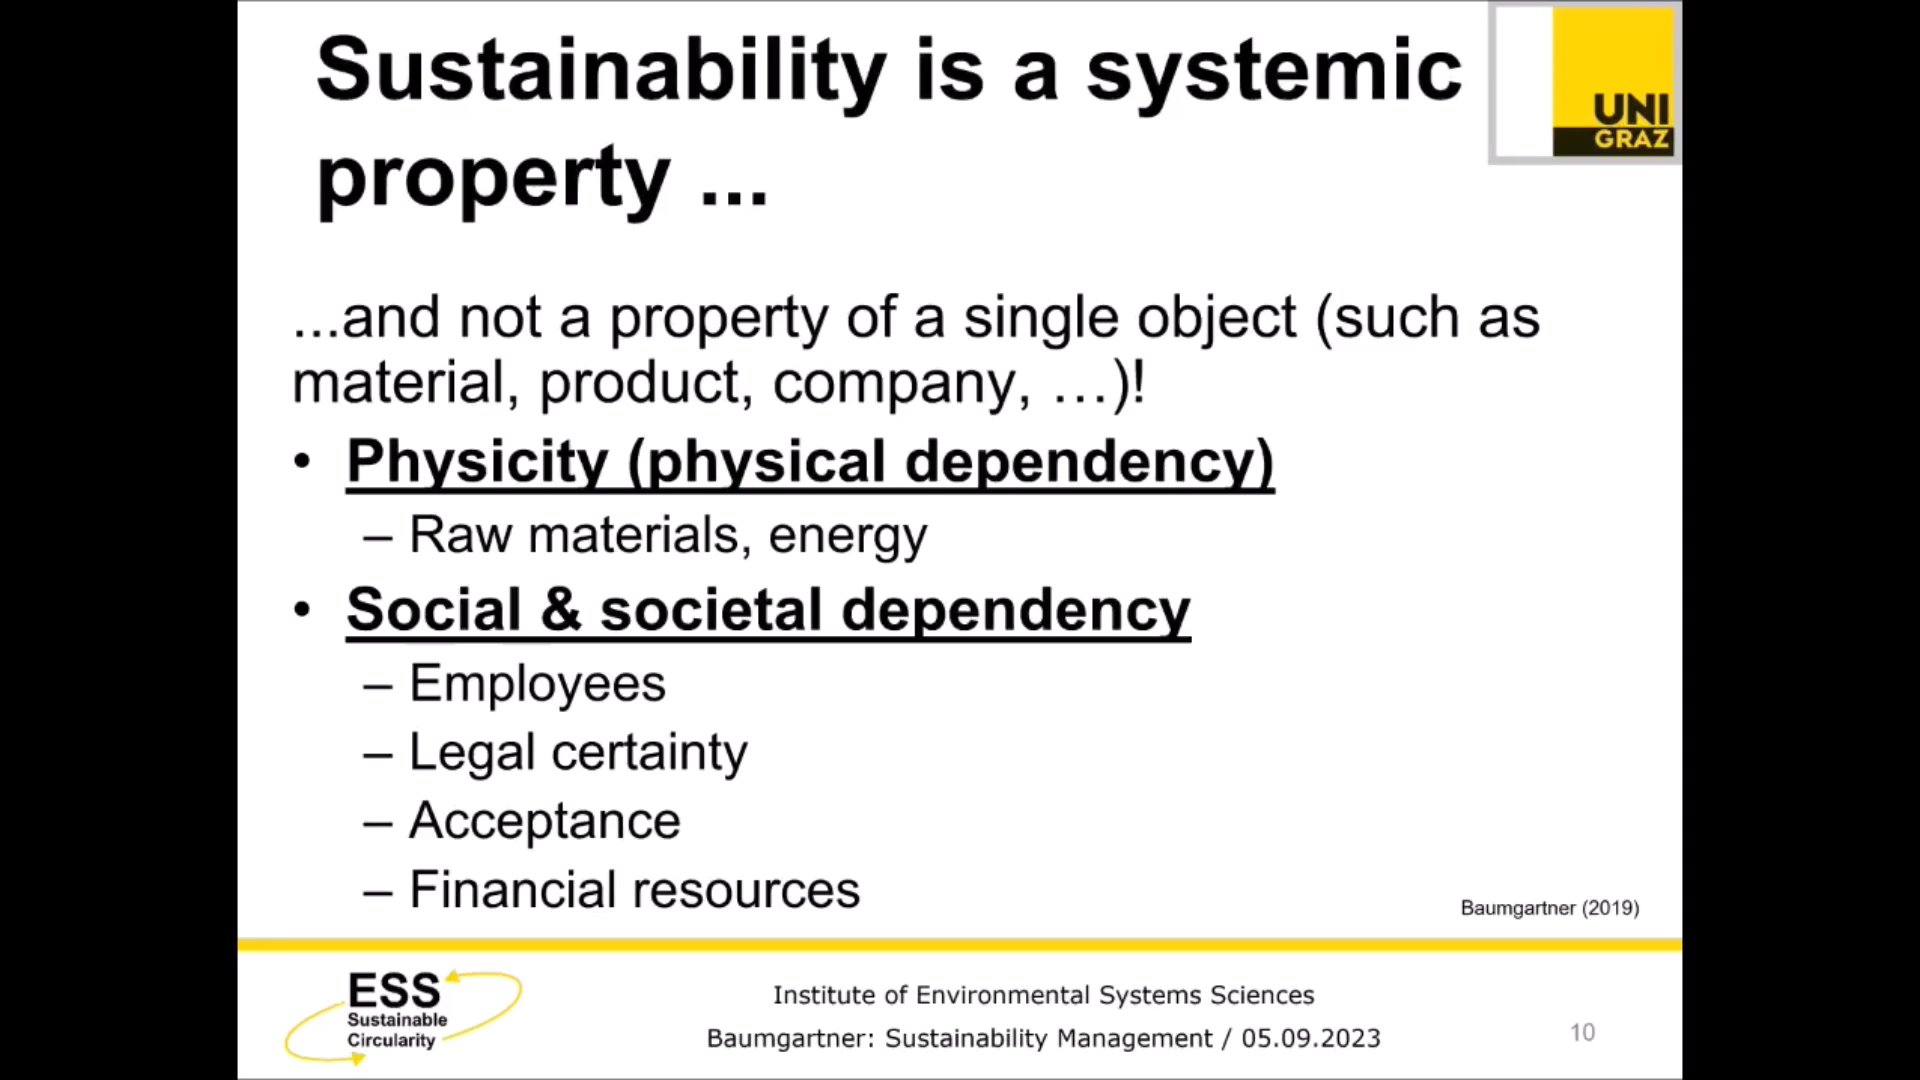 Sustainability is a systemic
property ...
UNI
GRAZ
...and not a property of a single object (such as
material, product, company, …)!
• Physicity (physical dependency)
– Raw materials, energy
• Social & societal dependency
– Employees
– Legal certainty
– Acceptance
– Financial resources
Baumgartner (2019)
ESS
Sustainable
Circularity
Institute of Environmental Systems Sciences
Baumgartner: Sustainability Management / 05.09.2023
10